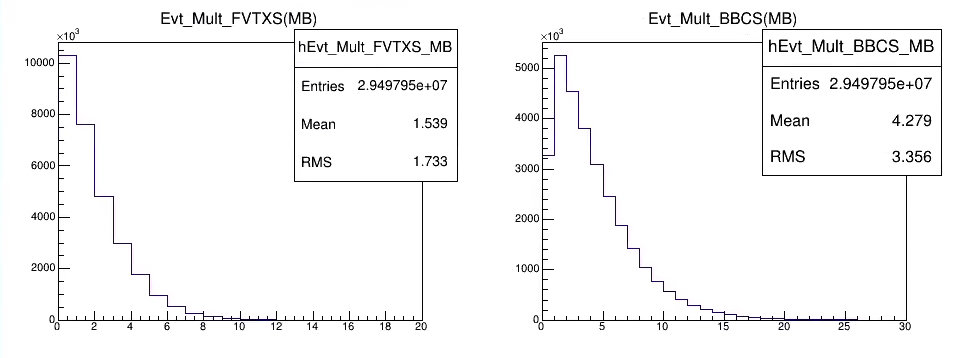 Evt_Mult_FVTXS(MB)
×10³
hEvt_Mult_FVTXS_MB
Entries 2.949795e+07
Mean 1.539
RMS 1.733
10000
8000
6000
4000
2000
0
0 2 4 6 8 10 12 14 16 18 20
Evt_Mult_BBCS(MB)
×10³
hEvt_Mult_BBCS_MB
Entries 2.949795e+07
Mean 4.279
RMS 3.356
5000
4000
3000
2000
1000
0
0 5 10 15 20 25 30